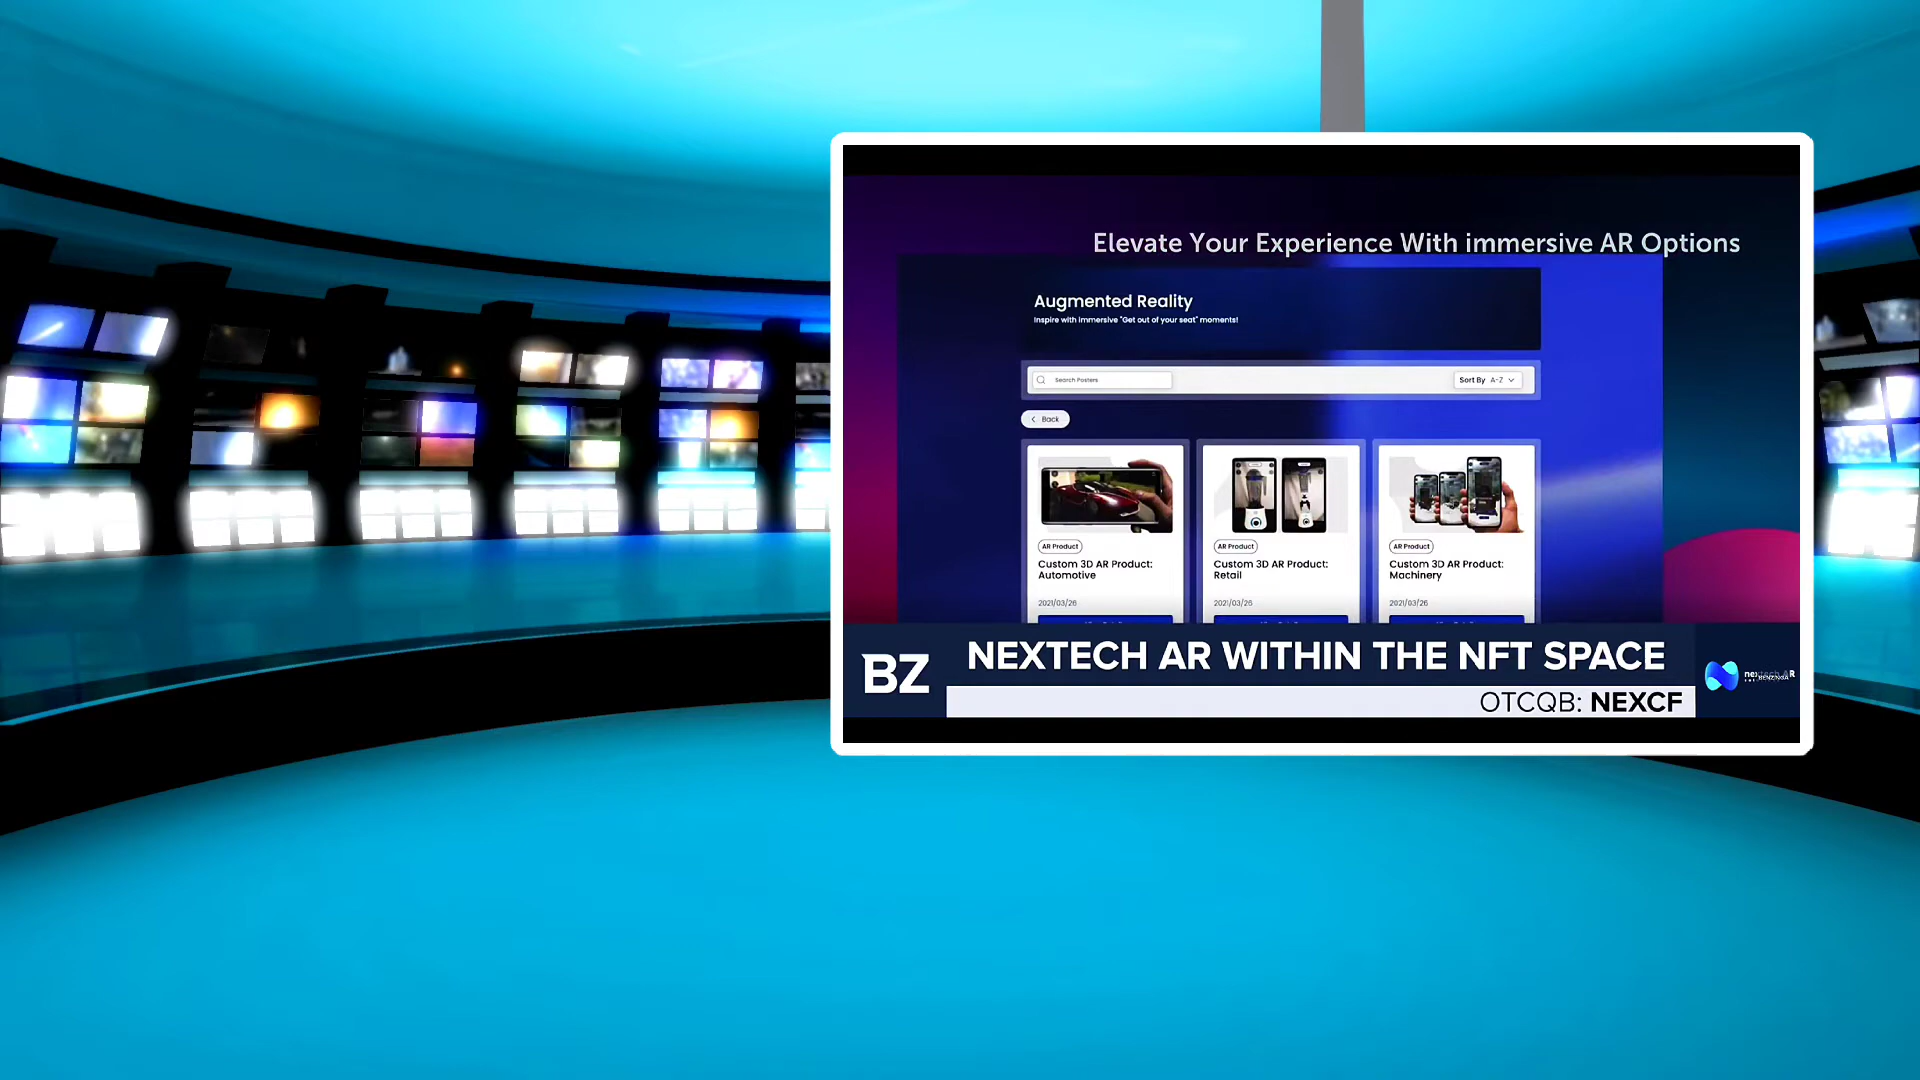 Elevate Your Experience With immersive AR Options
Augmented Reality
Inspire with immersive "Get out of your seat" moments!
Search Posters
Sort By A-Z
Back
AR Product
Custom 3D AR Product:
Automotive
2021/03/26
AR Product
Custom 3D AR Product:
Retail
2021/03/26
AR Product
Custom 3D AR Product:
Machinery
2021/03/26
BZ
NEXTECH AR WITHIN THE NFT SPACE
OTCQB: NEXCF